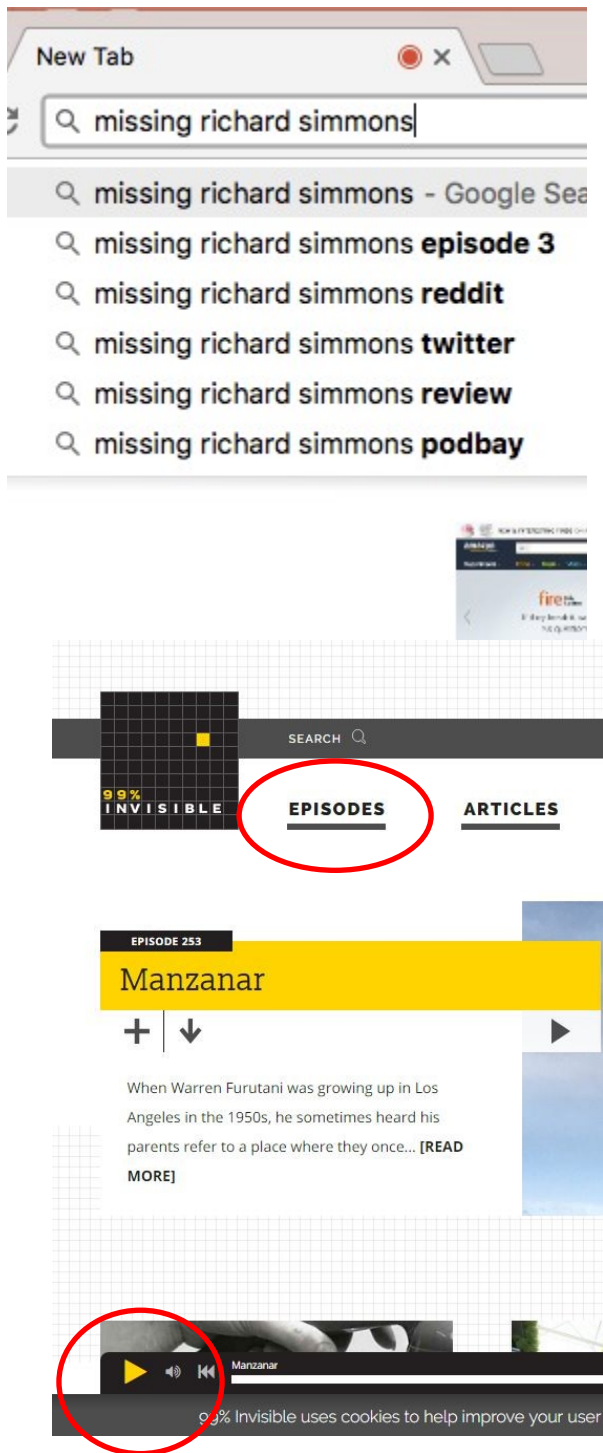 New Tab
missing richard simmons
missing richard simmons - Google Sea
missing richard simmons episode 3
missing richard simmons reddit
missing richard simmons twitter
missing richard simmons review
missing richard simmons podbay
fire
SEARCH
99%
INVISIBLE
EPISODES
ARTICLES
EPISODE 253
Manzanar
When Warren Furutani was growing up in Los
Angeles in the 1950s, he sometimes heard his
parents refer to a place where they once... [READ
MORE]
Manzanar
99% Invisible uses cookies to help improve your user